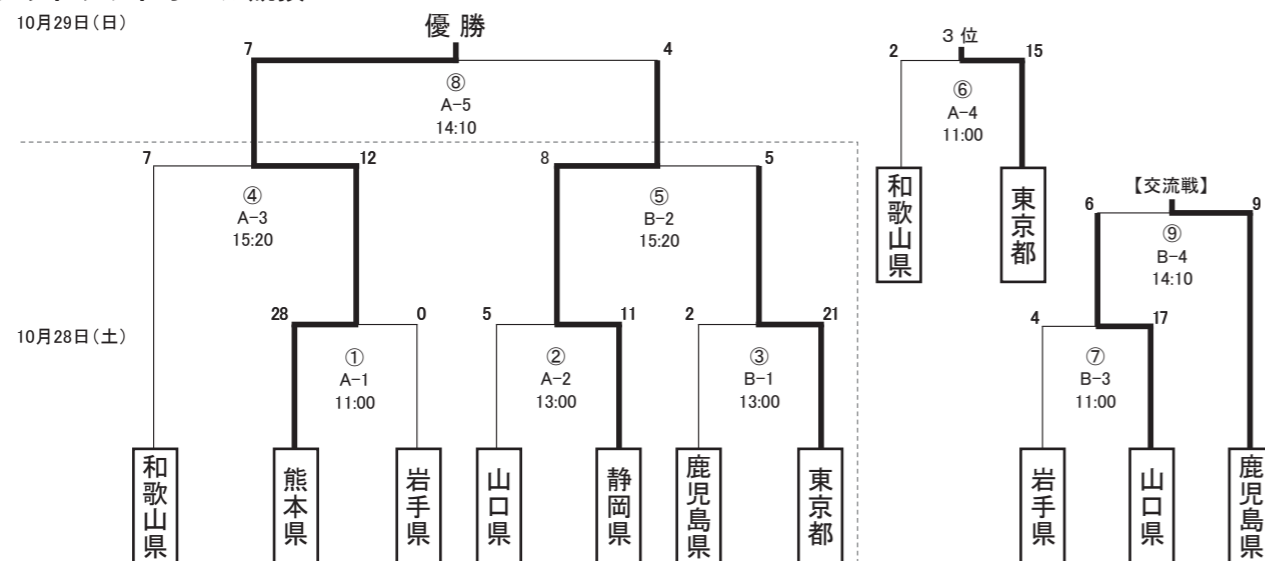 10月29日(日)
優 勝
7
4
⑧
A-5
14:10
7
12
④
A-3
15:20
8
5
⑤
B-2
15:20
10月28日(土)
28
0
①
A-1
11:00
5
11
②
A-2
13:00
2
21
③
B-1
13:00
和歌山県
熊本県
岩手県
山口県
静岡県
鹿児島県
東京都
3 位
2
15
⑥
A-4
11:00
和歌山県
東京都
【交流戦】
6
9
⑨
B-4
14:10
4
17
⑦
B-3
11:00
岩手県
山口県
鹿児島県